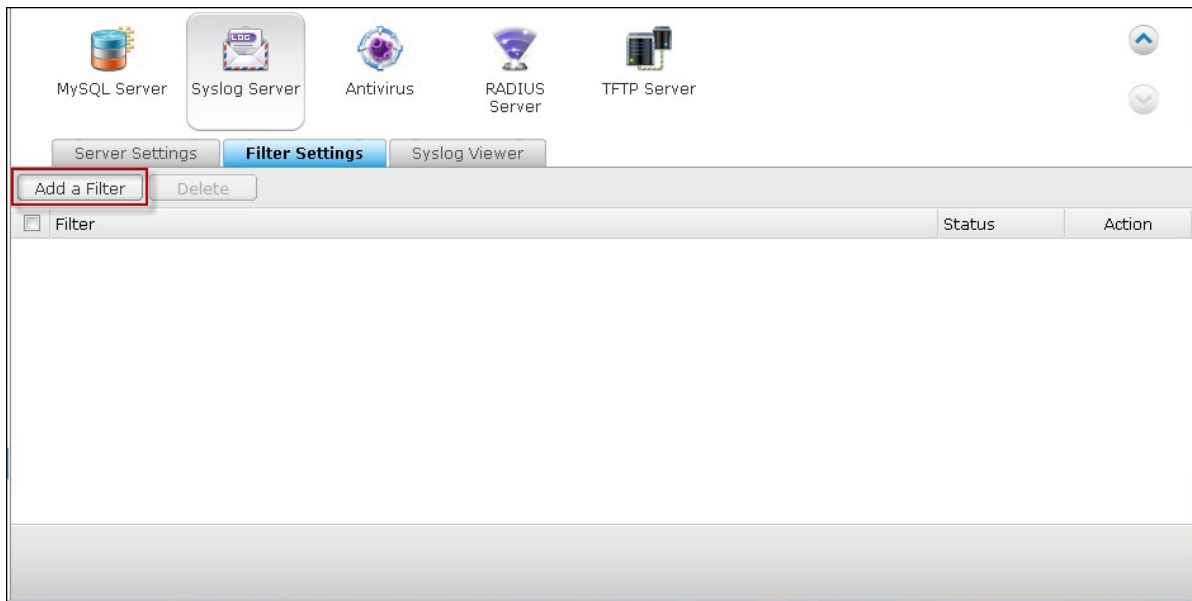 LOG
MySQL Server
Syslog Server
Antivirus
RADIUS
Server
TFTP Server
Server Settings
Filter Settings
Syslog Viewer
Add a Filter
Delete
Filter
Status
Action